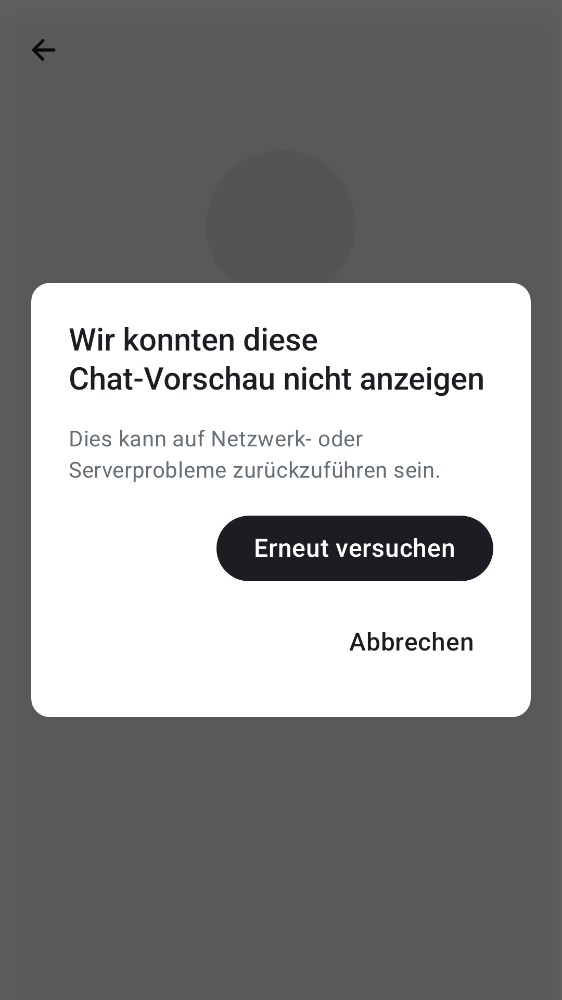 Wir konnten diese
Chat-Vorschau nicht anzeigen
Dies kann auf Netzwerk- oder
Serverprobleme zurückzuführen sein.
Erneut versuchen
Abbrechen